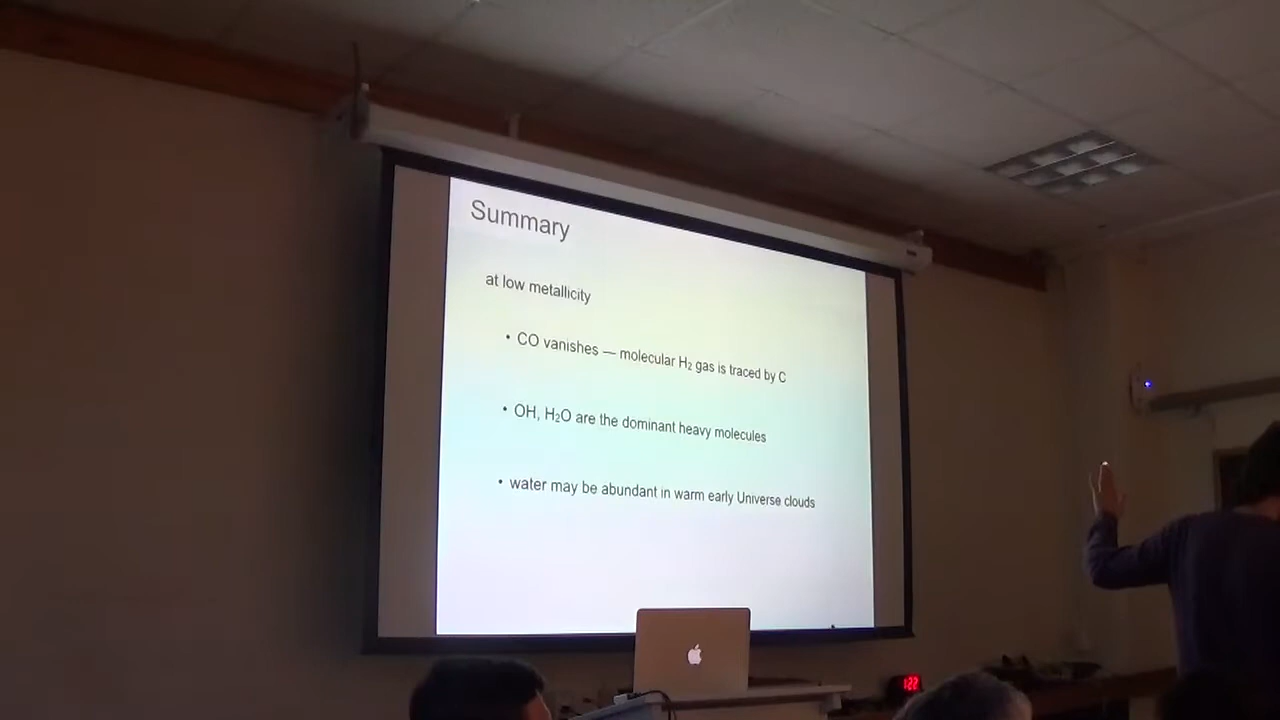 Summary
at low metallicity
• CO vanishes — molecular H₂ gas is traced by C
• OH, H₂O are the dominant heavy molecules
• water may be abundant in warm early Universe clouds
122